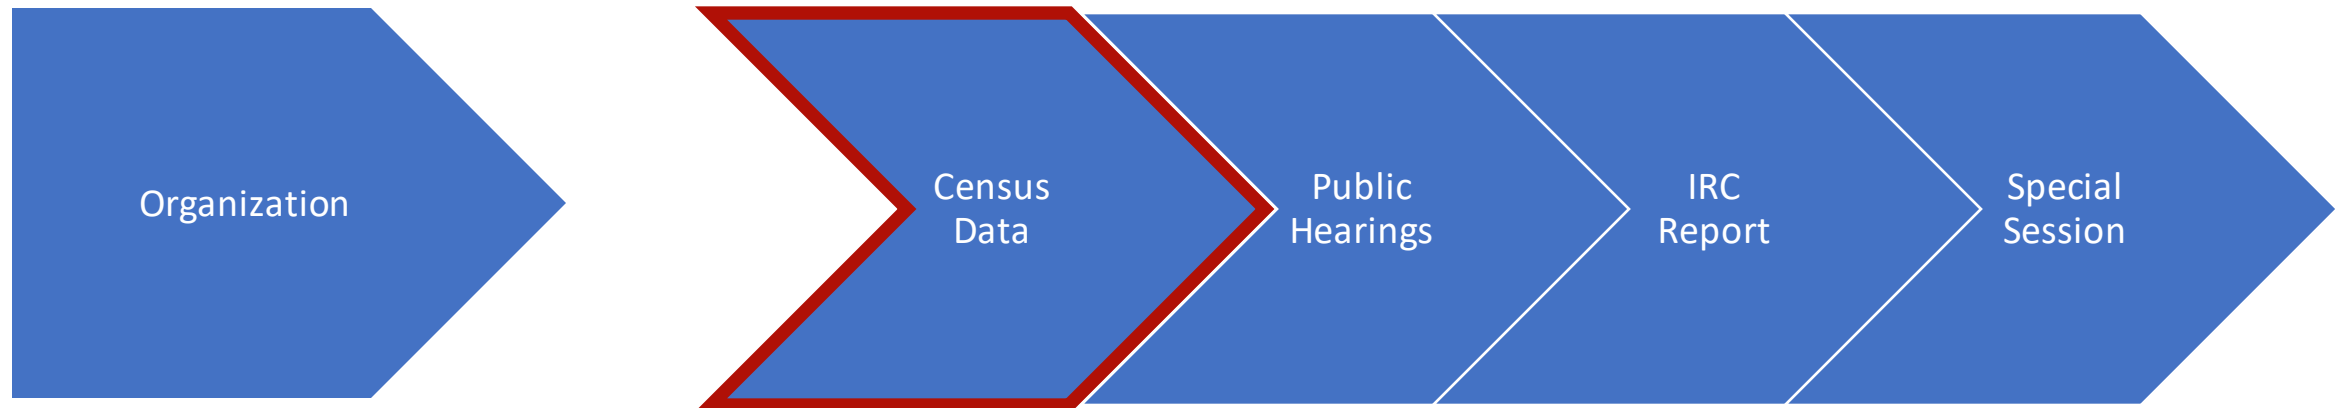 Organization
Census
Data
Public
Hearings
IRC
Report
Special
Session